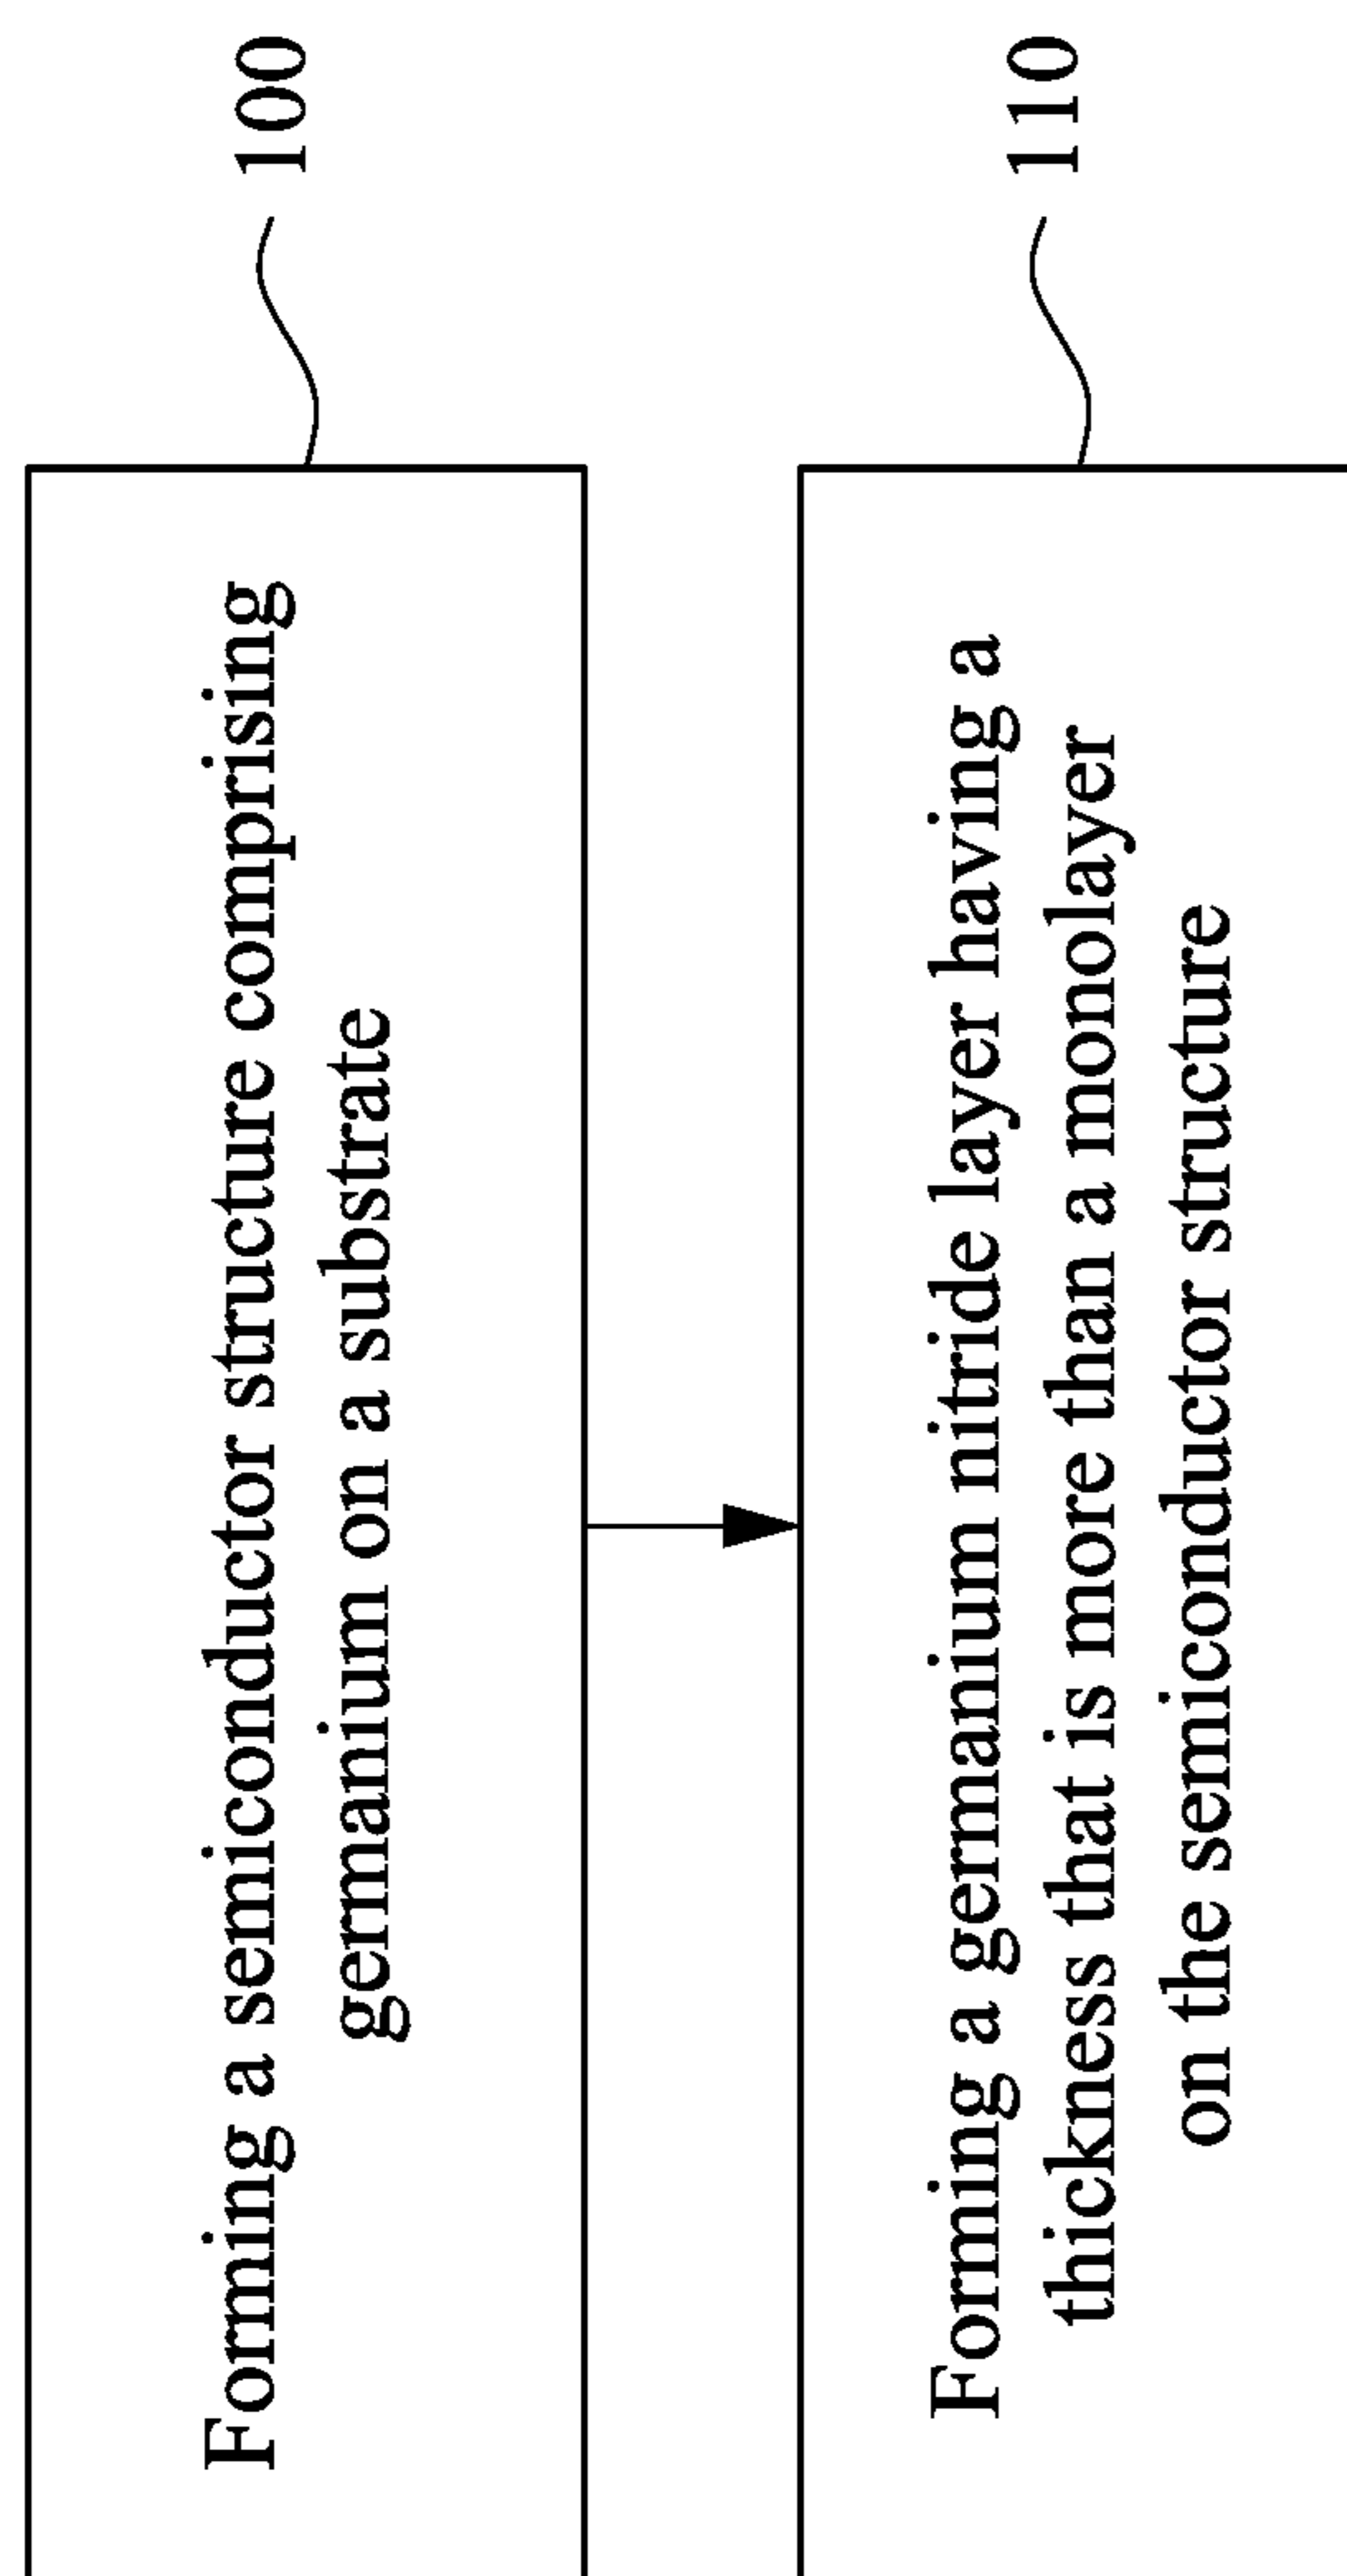 Forming a semiconductor structure comprising
germanium on a substrate
100
Forming a germanium nitride layer having a
thickness that is more than a monolayer
on the semiconductor structure
110